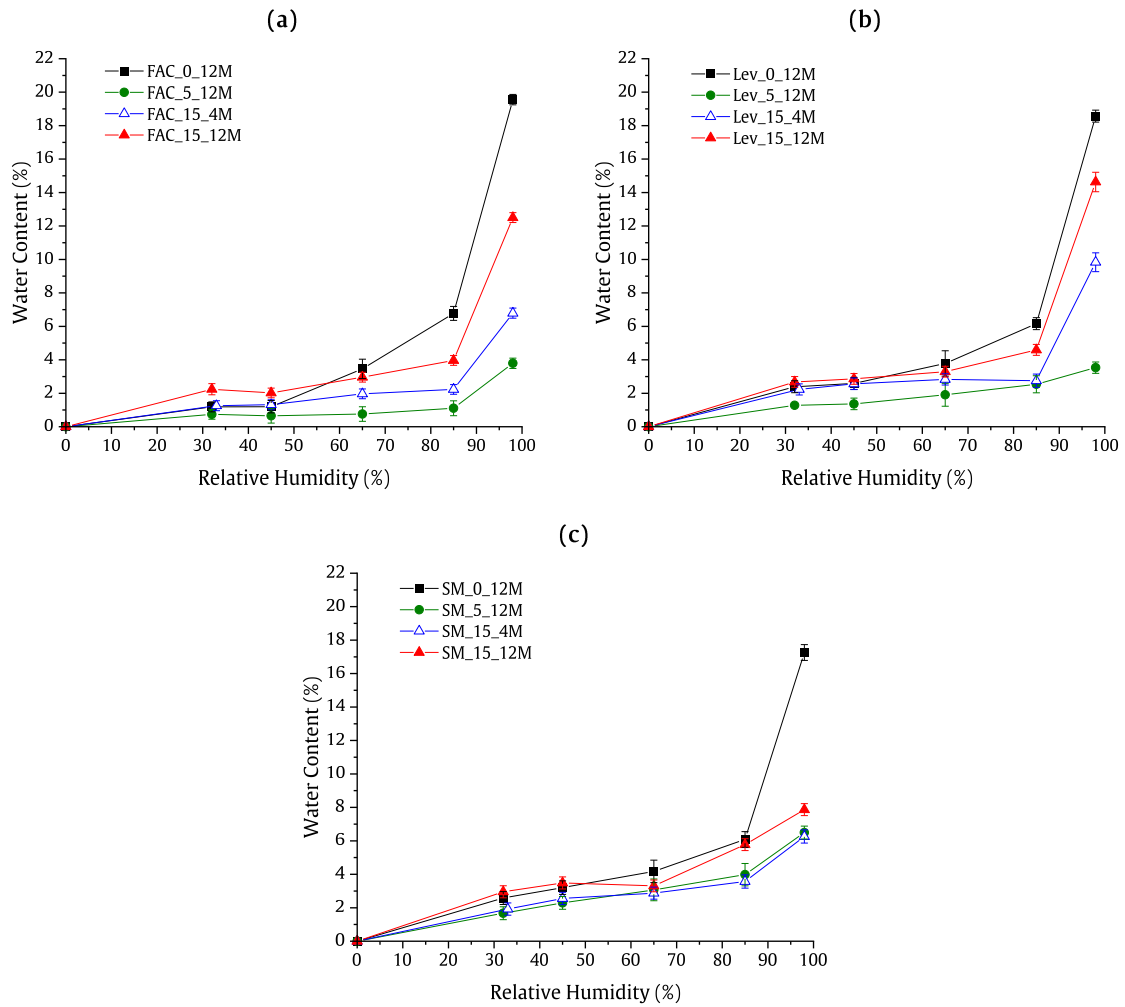 (a)
FAC_0_12M
FAC_5_12M
FAC_15_4M
FAC_15_12M
Water Content (%)
22
20
18
16
14
12
10
8
6
4
2
0
0 10 20 30 40 50 60 70 80 90 100
Relative Humidity (%)
(b)
Lev_0_12M
Lev_5_12M
Lev_15_4M
Lev_15_12M
Water Content (%)
22
20
18
16
14
12
10
8
6
4
2
0
0 10 20 30 40 50 60 70 80 90 100
Relative Humidity (%)
(c)
SM_0_12M
SM_5_12M
SM_15_4M
SM_15_12M
Water Content (%)
22
20
18
16
14
12
10
8
6
4
2
0
0 10 20 30 40 50 60 70 80 90 100
Relative Humidity (%)